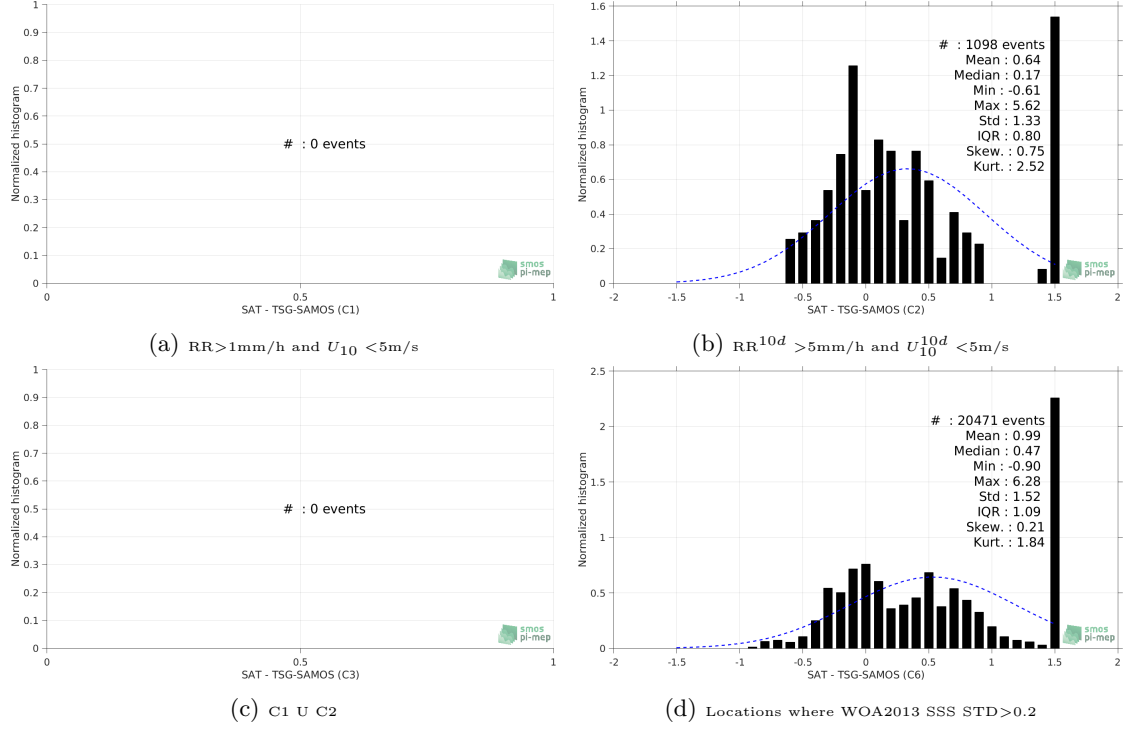 1
0.9
0.8
0.7
0.6
0.5
0.4
0.3
0.2
0.1
0
Normalized histogram
# : 0 events
smos
pi-mep
0 0.5 1
SAT - TSG-SAMOS (C1)
(a) RR>1mm/h and U10 <5m/s
1.6
1.4
1.2
1
0.8
0.6
0.4
0.2
0
Normalized histogram
# : 1098 events
Mean : 0.64
Median : 0.17
Min : -0.61
Max : 5.62
Std : 1.33
IQR : 0.80
Skew. : 0.75
Kurt. : 2.52
smos
pi-mep
-2 -1.5 -1 -0.5 0 0.5 1 1.5 2
SAT - TSG-SAMOS (C2)
(b) RR10d >5mm/h and U10d10 <5m/s
1
0.9
0.8
0.7
0.6
0.5
0.4
0.3
0.2
0.1
0
Normalized histogram
# : 0 events
smos
pi-mep
0 0.5 1
SAT - TSG-SAMOS (C3)
(c) C1 U C2
2.5
2
1.5
1
0.5
0
Normalized histogram
# : 20471 events
Mean : 0.99
Median : 0.47
Min : -0.90
Max : 6.28
Std : 1.52
IQR : 1.09
Skew. : 0.21
Kurt. : 1.84
smos
pi-mep
-2 -1.5 -1 -0.5 0 0.5 1 1.5 2
SAT - TSG-SAMOS (C6)
(d) Locations where WOA2013 SSS STD>0.2